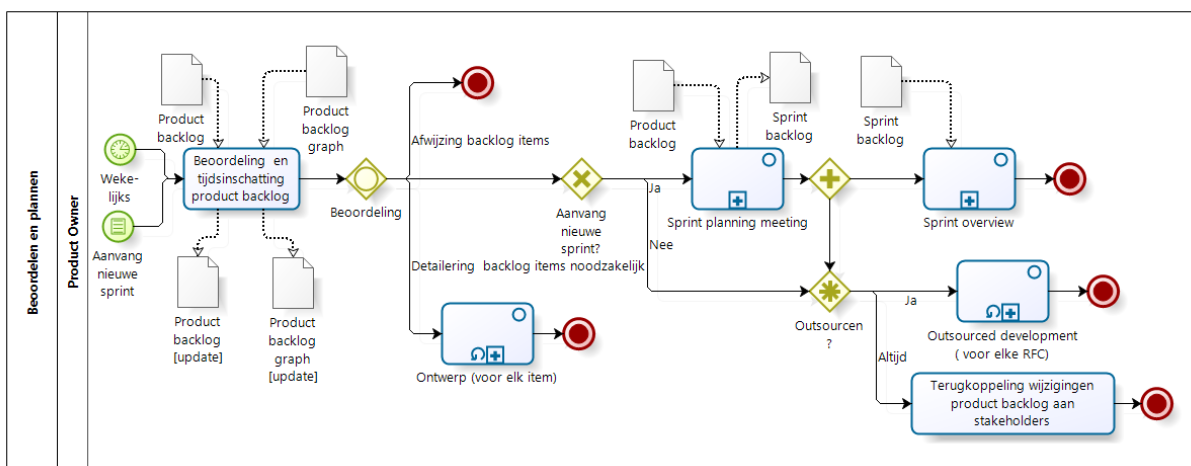 Beoordelen en plannen
Product Owner
Product
backlog
Product
backlog
graph
Weke-
lijks
Aanvang
nieuwe
sprint
Beoordeling en
tijdsinschatting
product backlog
Product
backlog
[update]
Product
backlog
graph
[update]
Beoordeling
Afwijzing backlog items
Detailering backlog items noodzakelijk
Ontwerp (voor elk item)
Aanvang
nieuwe
sprint?
Ja
Nee
Product
backlog
Sprint
backlog
Sprint planning meeting
Sprint
backlog
Sprint overview
Outsourcen
?
Ja
Altijd
Outsourced development
( voor elke RFC)
Terugkoppeling wijzigingen
product backlog aan
stakeholders